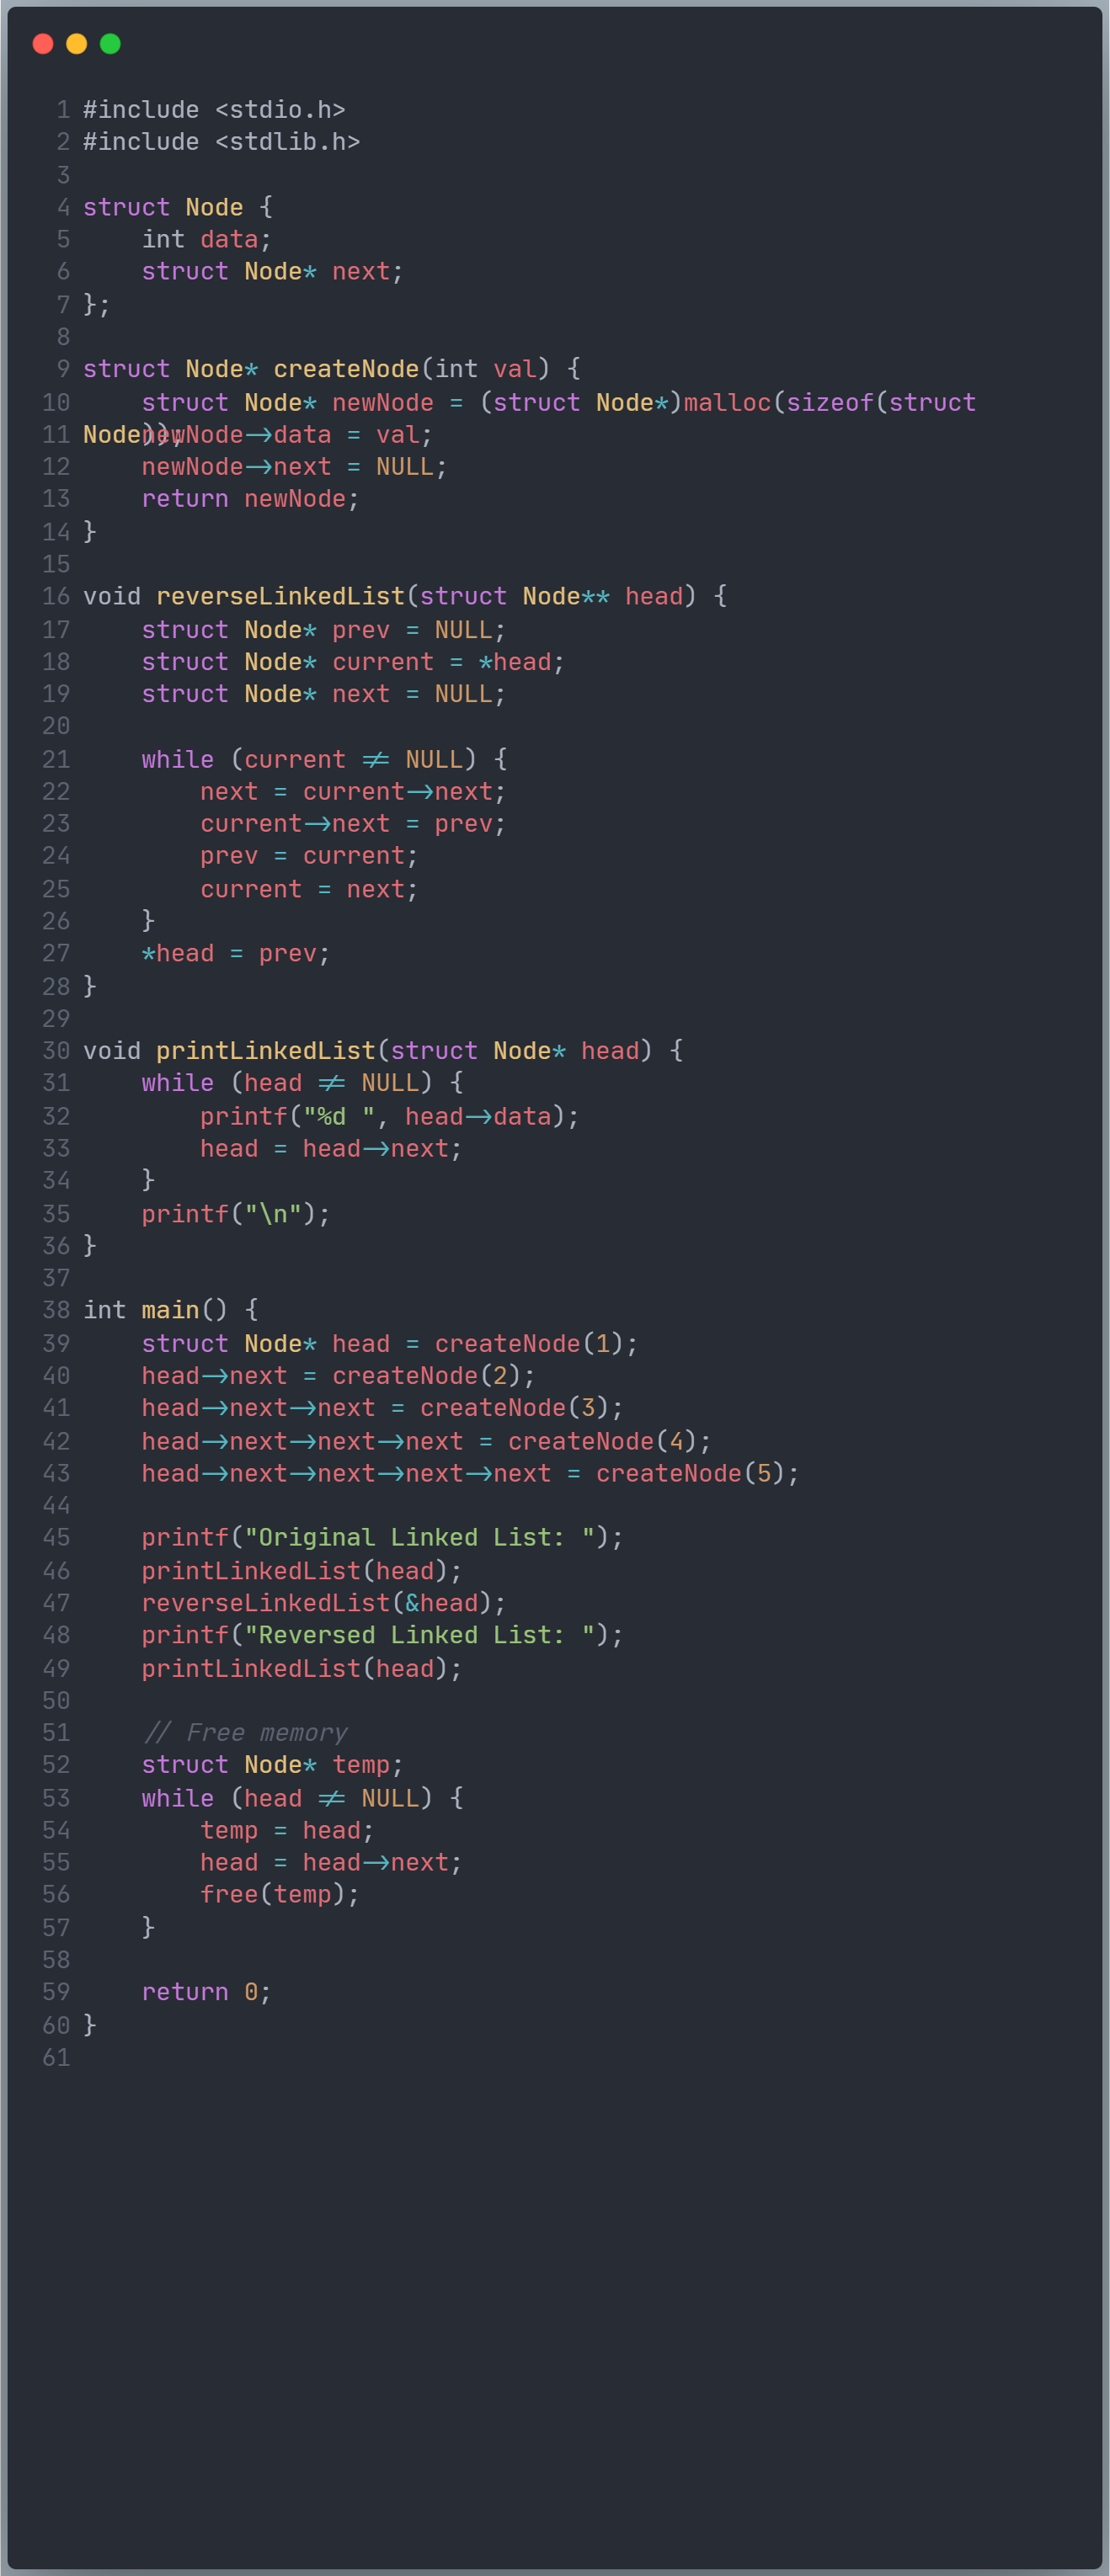 1 #include <stdio.h>
2 #include <stdlib.h>
3
4 struct Node {
5     int data;
6     struct Node* next;
7 };
8
9 struct Node* createNode(int val) {
10     struct Node* newNode = (struct Node*)malloc(sizeof(struct
Node));
11     newNode->data = val;
12     newNode->next = NULL;
13     return newNode;
14 }
15
16 void reverseLinkedList(struct Node** head) {
17     struct Node* prev = NULL;
18     struct Node* current = *head;
19     struct Node* next = NULL;
20
21     while (current != NULL) {
22         next = current->next;
23         current->next = prev;
24         prev = current;
25         current = next;
26     }
27     *head = prev;
28 }
29
30 void printLinkedList(struct Node* head) {
31     while (head != NULL) {
32         printf("%d ", head->data);
33         head = head->next;
34     }
35     printf("\n");
36 }
37
38 int main() {
39     struct Node* head = createNode(1);
40     head->next = createNode(2);
41     head->next->next = createNode(3);
42     head->next->next->next = createNode(4);
43     head->next->next->next->next = createNode(5);
44
45     printf("Original Linked List: ");
46     printLinkedList(head);
47     reverseLinkedList(&head);
48     printf("Reversed Linked List: ");
49     printLinkedList(head);
50
51     // Free memory
52     struct Node* temp;
53     while (head != NULL) {
54         temp = head;
55         head = head->next;
56         free(temp);
57     }
58
59     return 0;
60 }
61